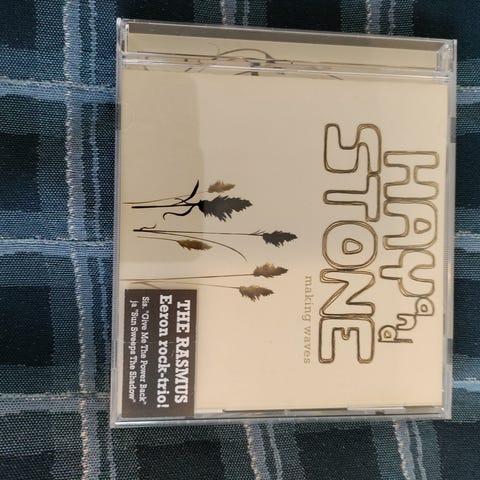 HAY and
STONE
making waves
THE RASMUS
Eeron rock-trio!
Sis. "Give Me The Power Back"
ja "Sun Sweeps The Shadow"